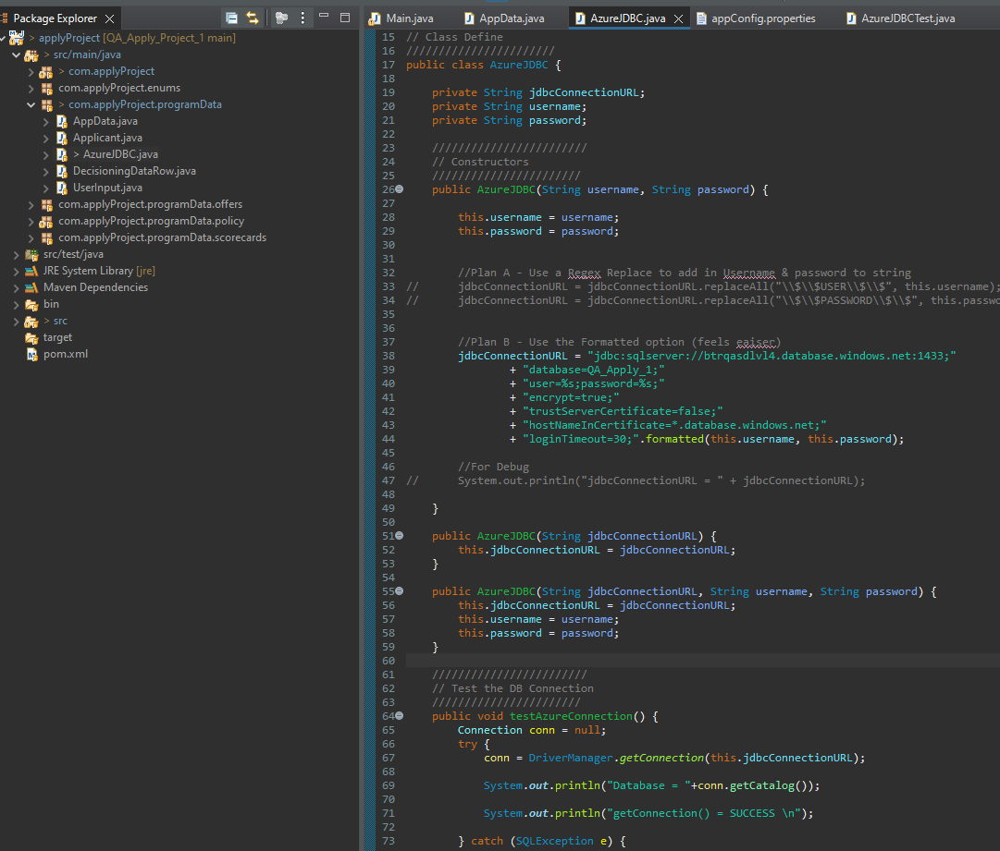 Package Explorer
applyProject [QA_Apply_Project_1 main]
src/main/java
com.applyProject
com.applyProject.enums
com.applyProject.programData
AppData.java
Applicant.java
AzureJDBC.java
DecisioningDataRow.java
UserInput.java
com.applyProject.programData.offers
com.applyProject.programData.policy
com.applyProject.programData.scorecards
src/test/java
JRE System Library [jre]
Maven Dependencies
bin
src
target
pom.xml
Main.java AppData.java AzureJDBC.java appConfig.properties AzureJDBCTest.java
15 // Class Define
16 ///////////////////////
17 public class AzureJDBC {
18
19 private String jdbcConnectionURL;
20 private String username;
21 private String password;
22
23 ////////////////////////
24 // Constructors
25 ///////////////////////
26 public AzureJDBC(String username, String password) {
27
28 this.username = username;
29 this.password = password;
30
31
32 //Plan A - Use a Regex Replace to add in Username & password to string
33 // jdbcConnectionURL = jdbcConnectionURL.replaceAll("\\$\\$USER\\$\\$", this.username);
34 // jdbcConnectionURL = jdbcConnectionURL.replaceAll("\\$\\$PASSWORD\\$\\$", this.passwo
35
36
37 //Plan B - Use the Formatted option (feels eaiser)
38 jdbcConnectionURL = "jdbc:sqlserver://btrqasdlvl4.database.windows.net:1433;"
39 + "database=QA_Apply_1;"
40 + "user=%s;password=%s;"
41 + "encrypt=true;"
42 + "trustServerCertificate=false;"
43 + "hostNameInCertificate=*.database.windows.net;"
44 + "loginTimeout=30;".formatted(this.username, this.password);
45
46 //For Debug
47 // System.out.println("jdbcConnectionURL = " + jdbcConnectionURL);
48
49 }
50
51 public AzureJDBC(String jdbcConnectionURL) {
52 this.jdbcConnectionURL = jdbcConnectionURL;
53 }
54
55 public AzureJDBC(String jdbcConnectionURL, String username, String password) {
56 this.jdbcConnectionURL = jdbcConnectionURL;
57 this.username = username;
58 this.password = password;
59 }
60
61 ////////////////////////
62 // Test the DB Connection
63 ///////////////////////
64 public void testAzureConnection() {
65 Connection conn = null;
66 try {
67 conn = DriverManager.getConnection(this.jdbcConnectionURL);
68
69 System.out.println("Database = "+conn.getCatalog());
70
71 System.out.println("getConnection() = SUCCESS \n");
72
73 } catch (SQLException e) {